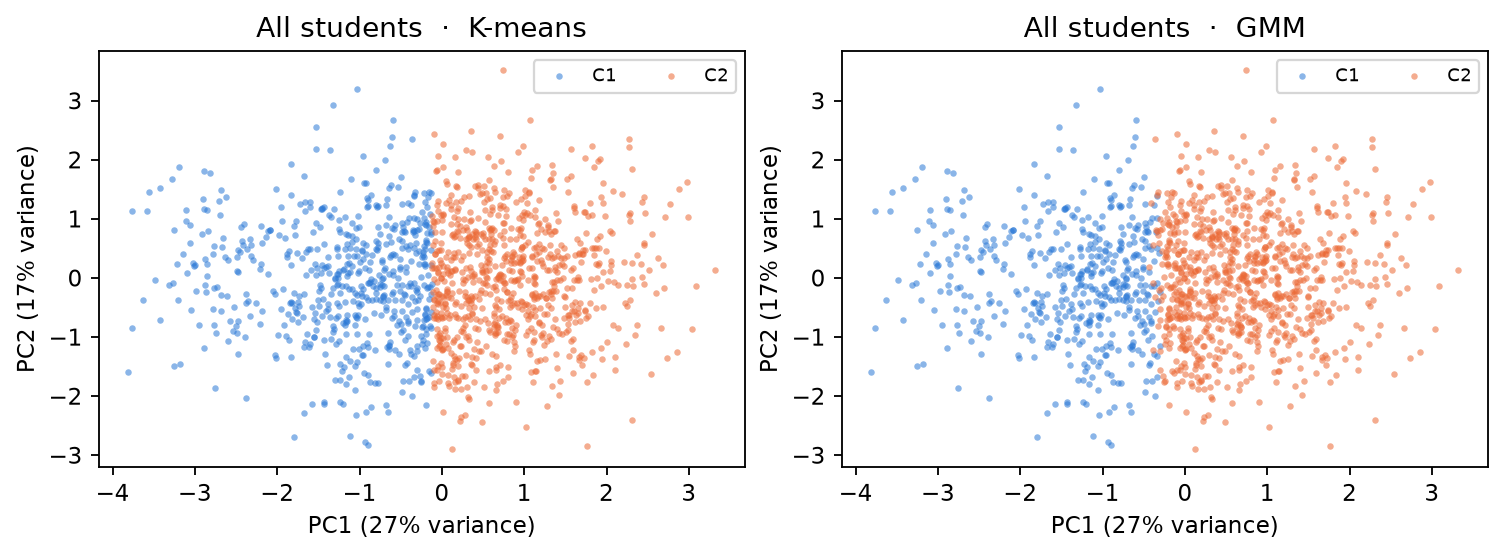 All students · K-means
C1 C2
3
2
1
0
−1
−2
−3
PC2 (17% variance)
−4 −3 −2 −1 0 1 2 3
PC1 (27% variance)
All students · GMM
C1 C2
3
2
1
0
−1
−2
−3
PC2 (17% variance)
−4 −3 −2 −1 0 1 2 3
PC1 (27% variance)